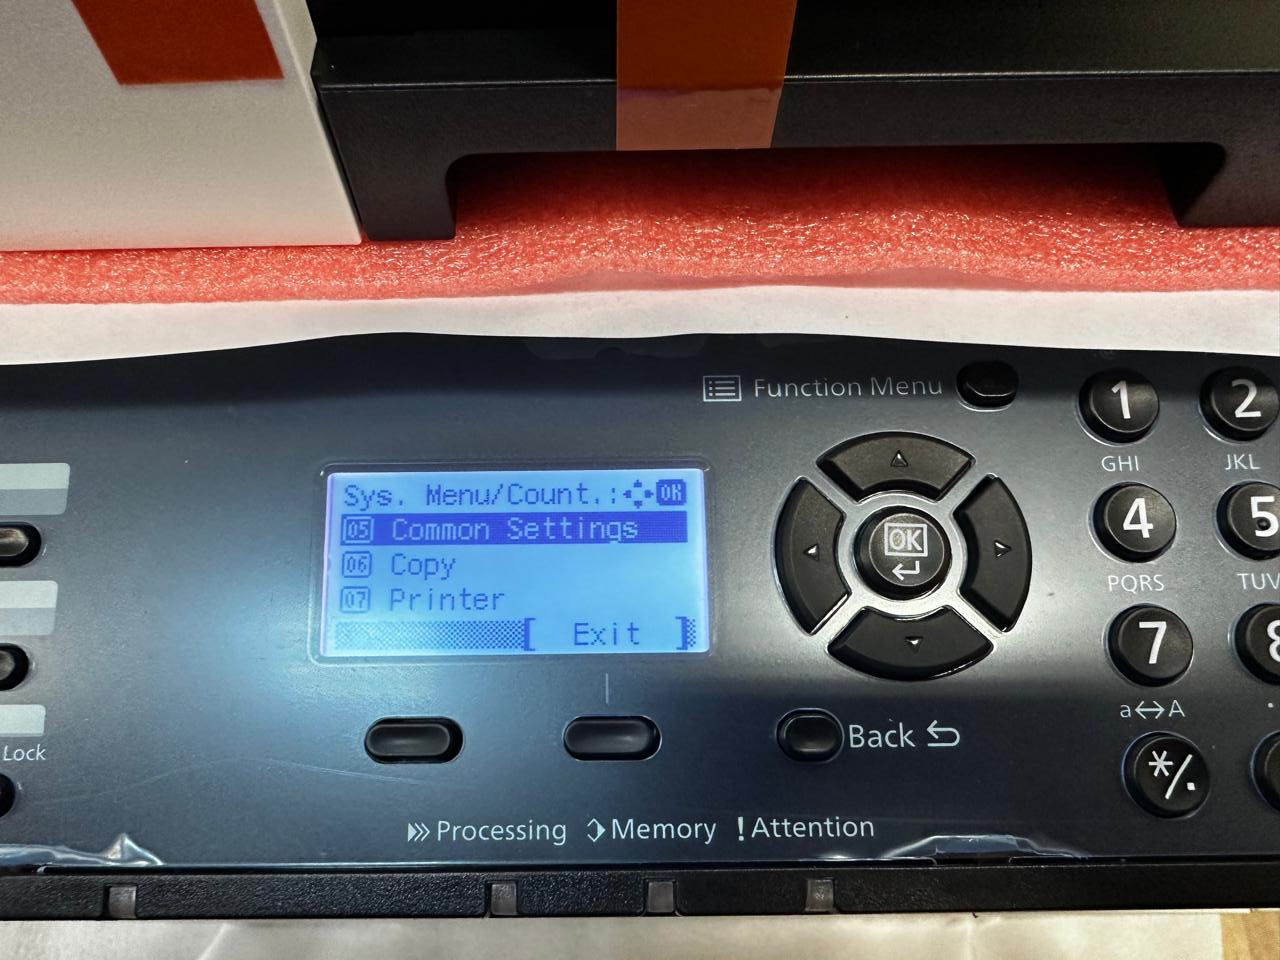 Function Menu
Sys. Menu/Count.: OK
05 Common Settings
06 Copy
07 Printer
[ Exit ]
OK
Back
Lock
Processing Memory !Attention
1 2
GHI JKL
4 5
PQRS TUV
7 8
a↔A
*/.